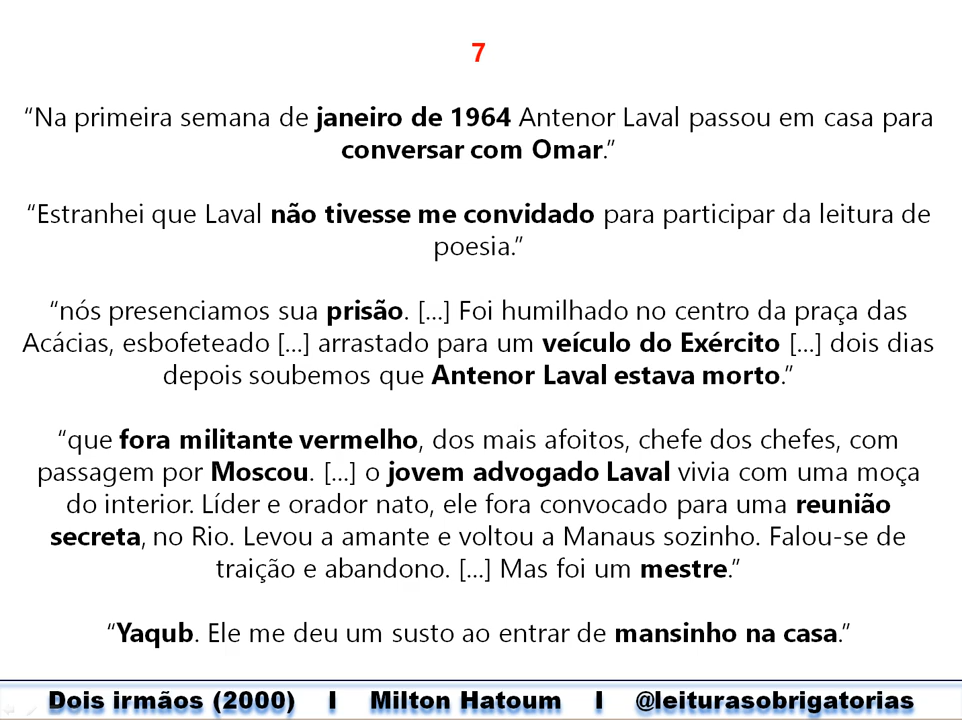 7
“Na primeira semana de janeiro de 1964 Antenor Laval passou em casa para
conversar com Omar.”
“Estranhei que Laval não tivesse me convidado para participar da leitura de
poesia.”
“nós presenciamos sua prisão. [...] Foi humilhado no centro da praça das
Acácias, esbofeteado [...] arrastado para um veículo do Exército [...] dois dias
depois soubemos que Antenor Laval estava morto.”
“que fora militante vermelho, dos mais afoitos, chefe dos chefes, com
passagem por Moscou. [...] o jovem advogado Laval vivia com uma moça
do interior. Líder e orador nato, ele fora convocado para uma reunião
secreta, no Rio. Levou a amante e voltou a Manaus sozinho. Falou-se de
traição e abandono. [...] Mas foi um mestre.”
“Yaqub. Ele me deu um susto ao entrar de mansinho na casa.”
Dois irmãos (2000) I Milton Hatoum I @leiturasobrigatorias